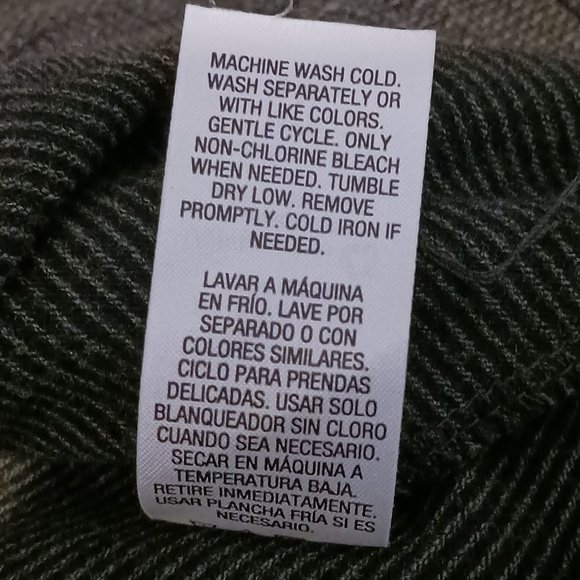 MACHINE WASH COLD.
WASH SEPARATELY OR
WITH LIKE COLORS.
GENTLE CYCLE. ONLY
NON-CHLORINE BLEACH
WHEN NEEDED. TUMBLE
DRY LOW. REMOVE
PROMPTLY. COLD IRON IF
NEEDED.
LAVAR A MÁQUINA
EN FRÍO. LAVE POR
SEPARADO O CON
COLORES SIMILARES.
CICLO PARA PRENDAS
DELICADAS. USAR SOLO
BLANQUEADOR SIN CLORO
CUANDO SEA NECESARIO.
SECAR EN MÁQUINA A
TEMPERATURA BAJA.
RETIRE INMEDIATAMENTE.
USAR PLANCHA FRÍA SI ES
NECESARIO.